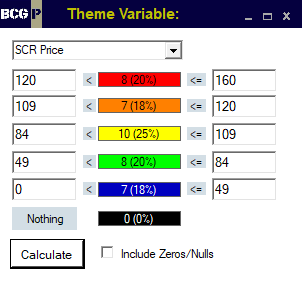 BCG P Theme Variable:
SCR Price
120 < 8 (20%) <= 160
109 < 7 (18%) <= 120
84 < 10 (25%) <= 109
49 < 8 (20%) <= 84
0 < 7 (18%) <= 49
Nothing 0 (0%)
Calculate Include Zeros/Nulls